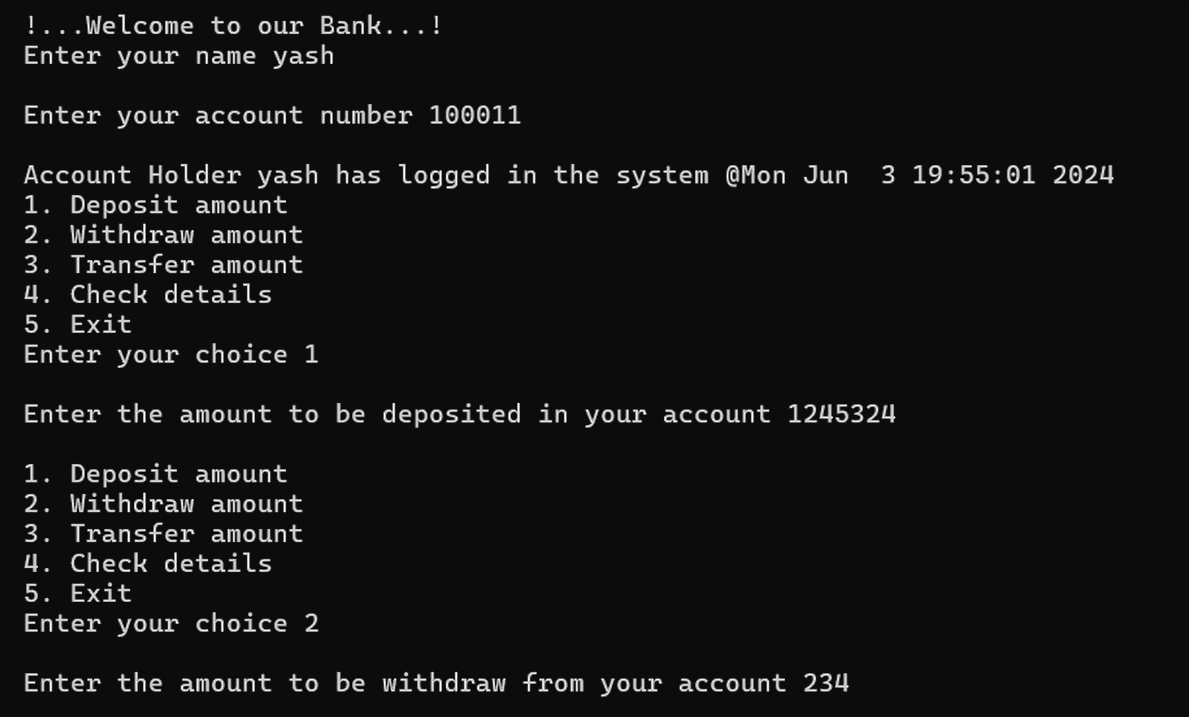 !...Welcome to our Bank...!
Enter your name yash
Enter your account number 100011
Account Holder yash has logged in the system @Mon Jun  3 19:55:01 2024
1. Deposit amount
2. Withdraw amount
3. Transfer amount
4. Check details
5. Exit
Enter your choice 1
Enter the amount to be deposited in your account 1245324
1. Deposit amount
2. Withdraw amount
3. Transfer amount
4. Check details
5. Exit
Enter your choice 2
Enter the amount to be withdraw from your account 234